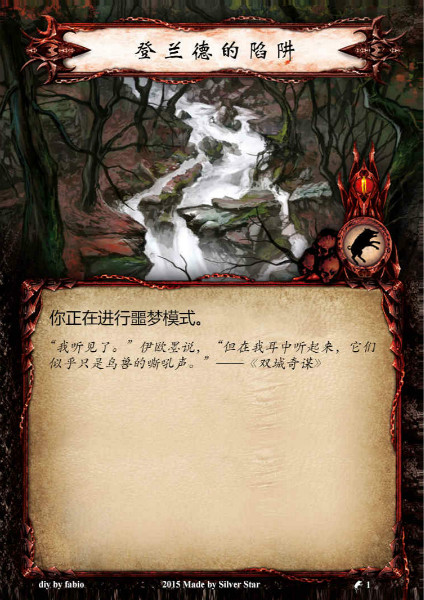 登兰德的陷阱
你正在进行噩梦模式。
“我听见了。”伊欧墨说，“但在我耳中听起来，它们
似乎只是鸟兽的嘶吼声。”——《双城奇谋》
diy by fabio
2015 Made by Silver Star
1